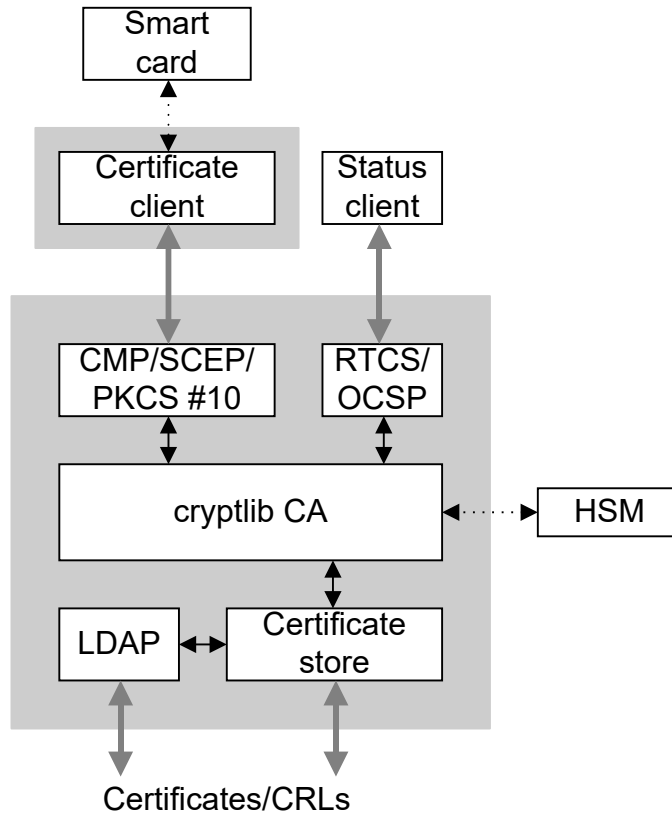 Smart
card
Certificate
client
Status
client
CMP/SCEP/
PKCS #10
RTCS/
OCSP
cryptlib CA
HSM
LDAP
Certificate
store
Certificates/CRLs